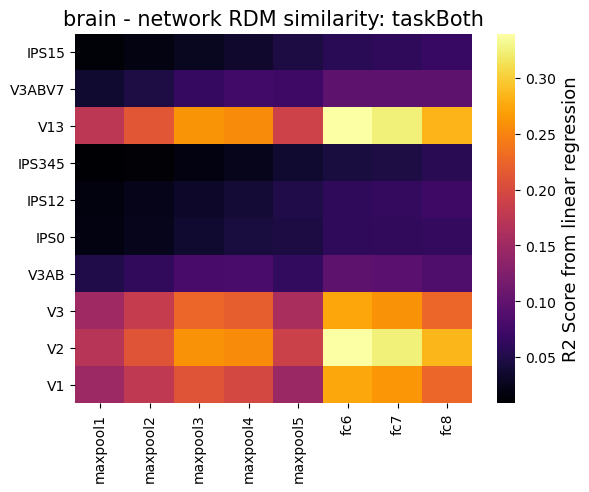 brain - network RDM similarity: taskBoth
IPS15
V3ABV7
V13
IPS345
IPS12
IPS0
V3AB
V3
V2
V1
maxpool1
maxpool2
maxpool3
maxpool4
maxpool5
fc6
fc7
fc8
0.30
0.25
0.20
0.15
0.10
0.05
R2 Score from linear regression